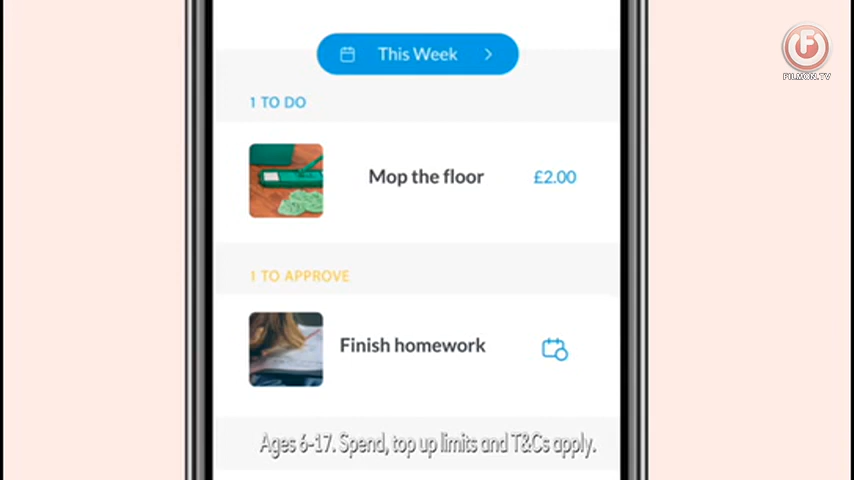 This Week
1 TO DO
Mop the floor
£2.00
1 TO APPROVE
Finish homework
Ages 6-17. Spend, top up limits and T&Cs apply.
F
FILMON.TV